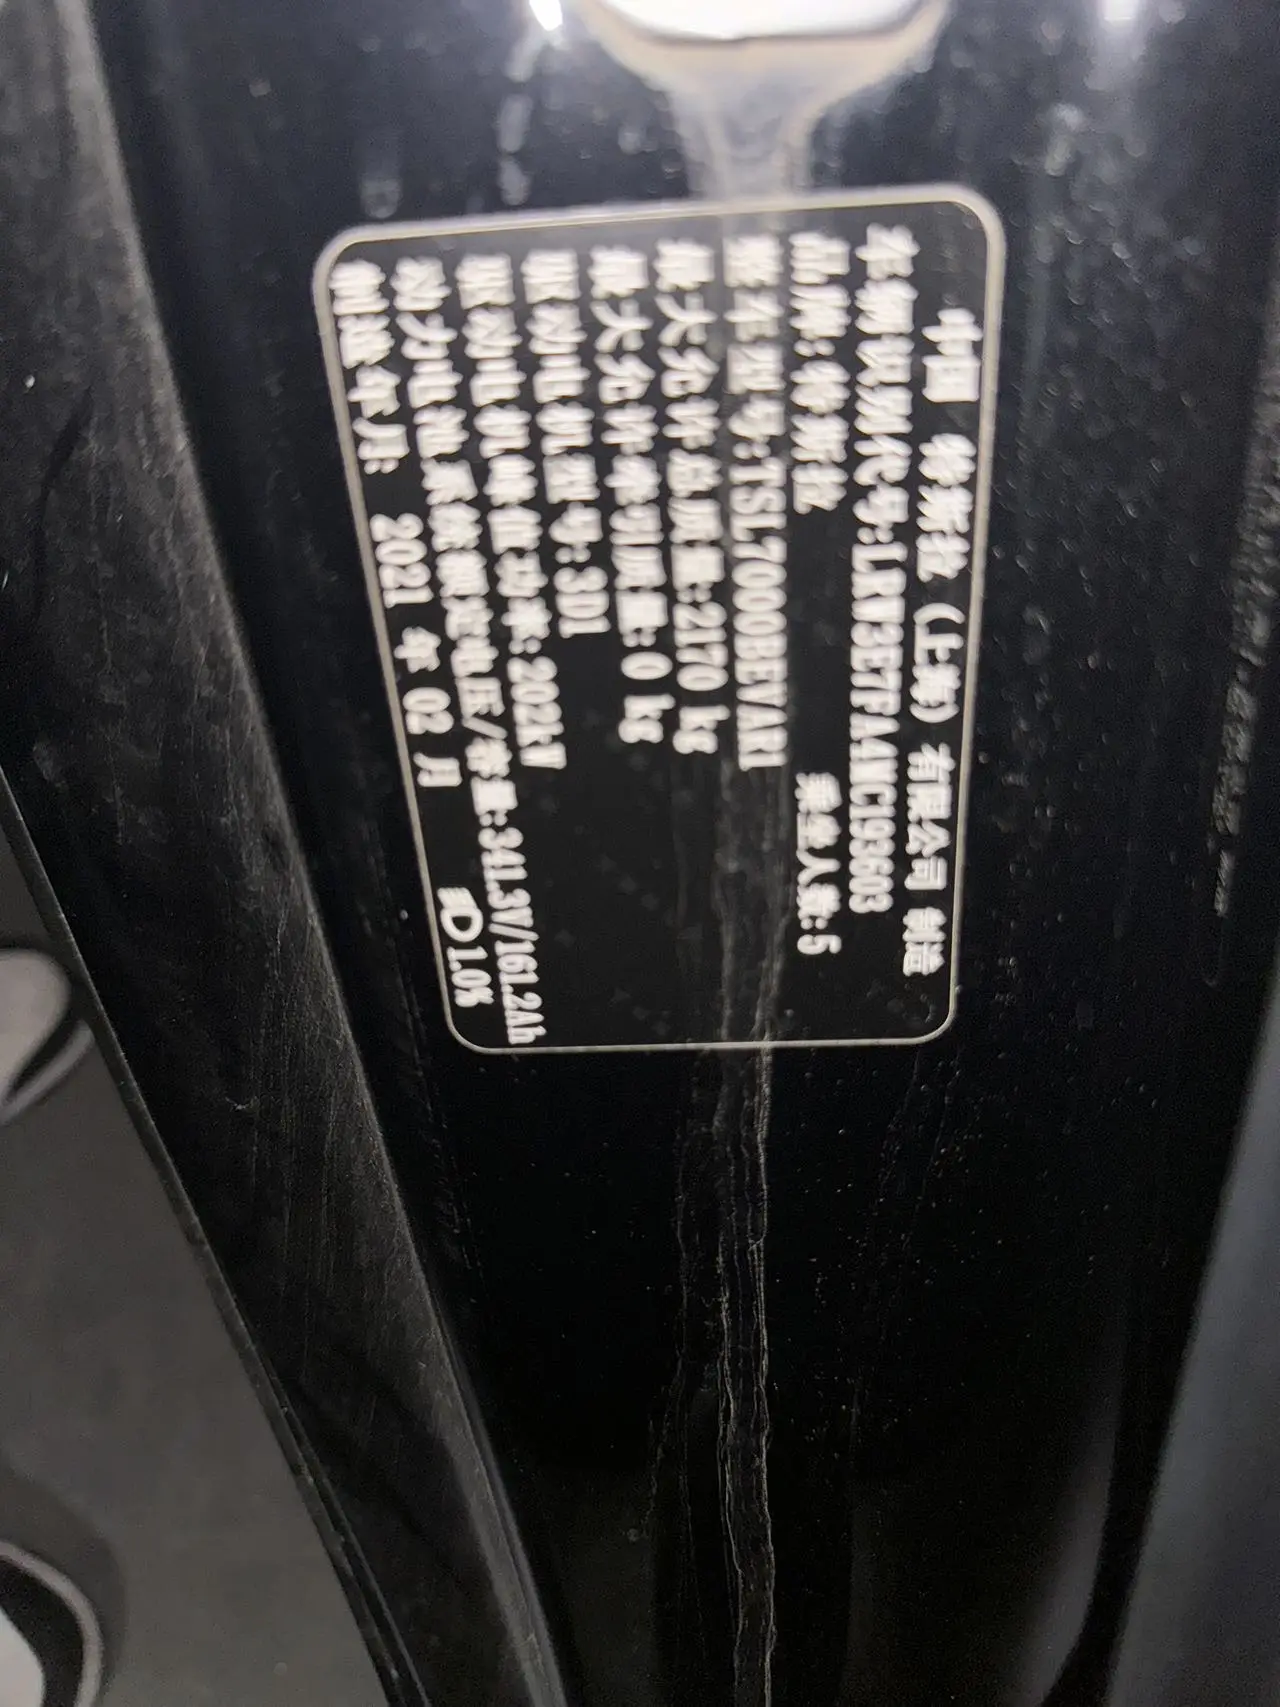 中国 特斯拉（上海）有限公司 制造
车辆识别代号:LRW3E7FA4MC193603
品牌:特斯拉 乘坐人数:5
整车型号:TSL7000BEVAR1
最大允许总质量:2170 kg
最大允许牵引质量:0 kg
驱动电机型号:3D1
驱动电机峰值功率:202kW
动力电池系统额定电压/容量:341.3V/161.2Ah
制造年月: 2021 年 02 月 1.0%